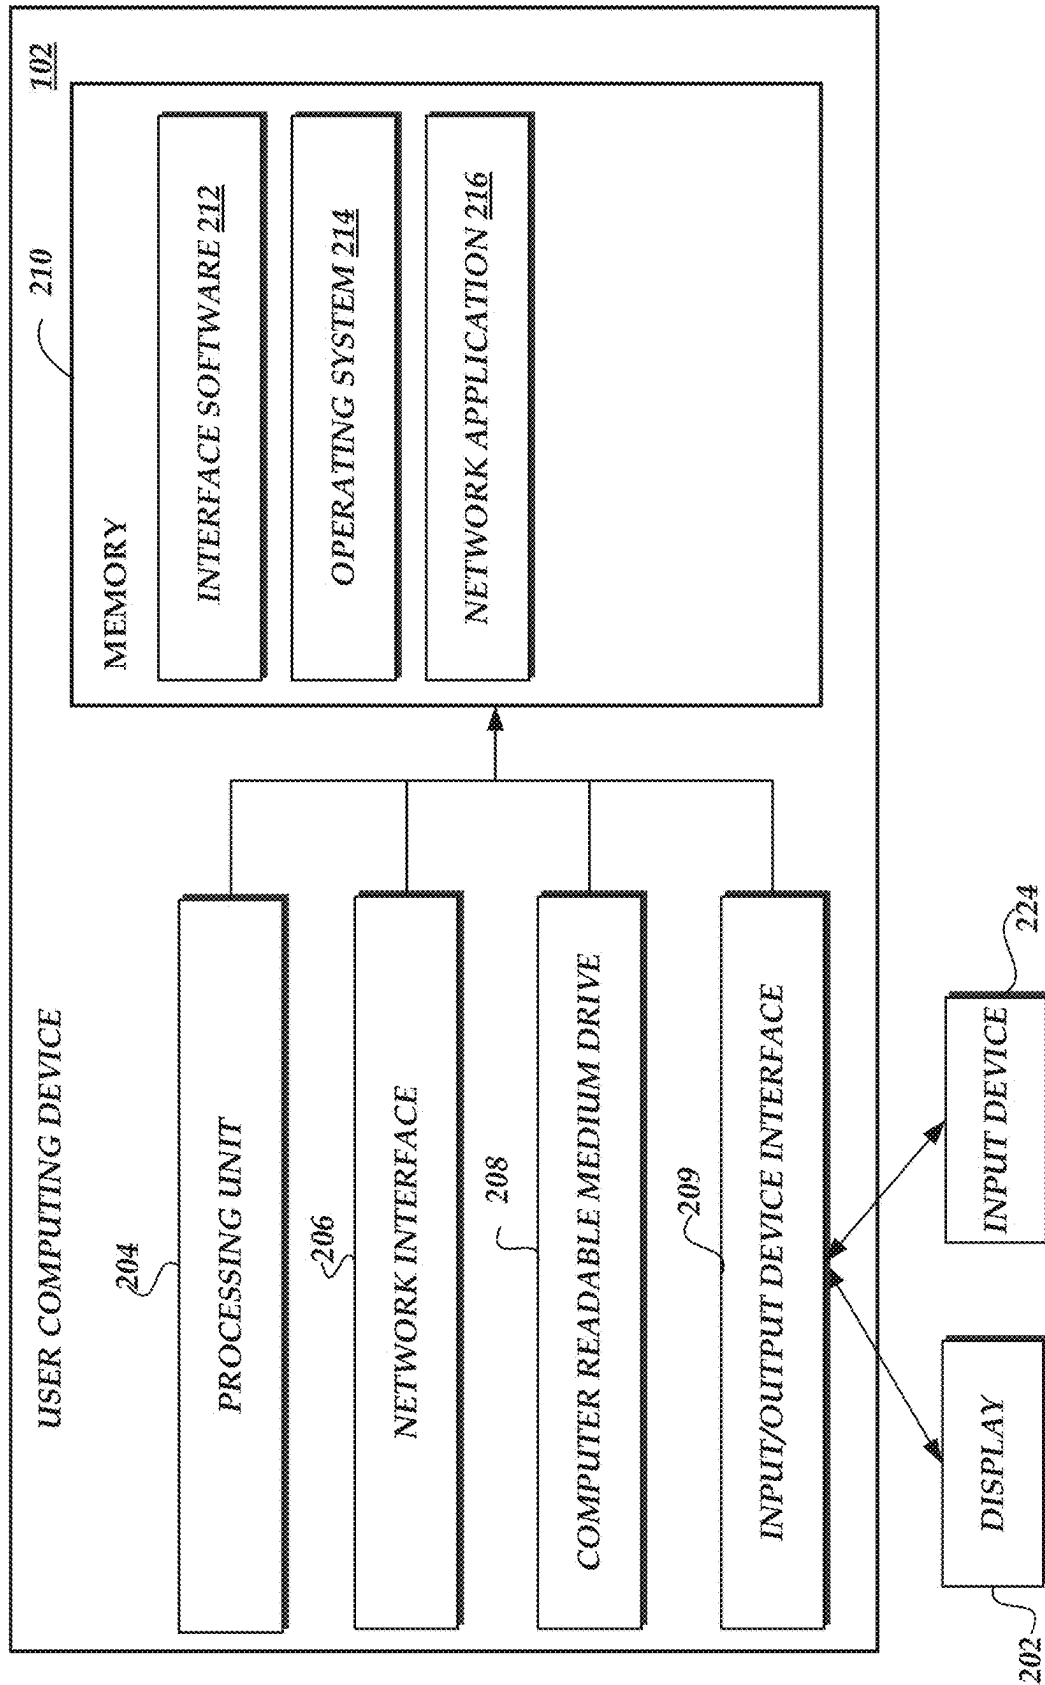 USER COMPUTING DEVICE
102
204
PROCESSING UNIT
206
NETWORK INTERFACE
208
COMPUTER READABLE MEDIUM DRIVE
209
INPUT/OUTPUT DEVICE INTERFACE
210
MEMORY
INTERFACE SOFTWARE 212
OPERATING SYSTEM 214
NETWORK APPLICATION 216
202
DISPLAY
INPUT DEVICE
224